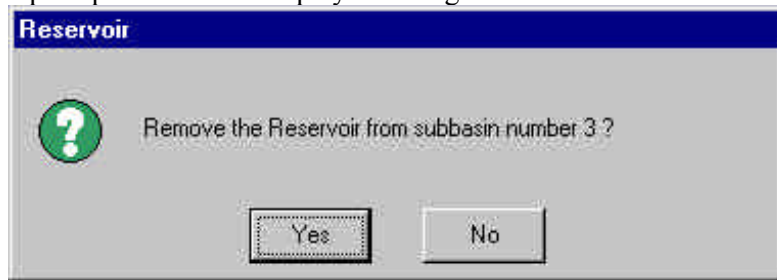 Reservoir
Remove the Reservoir from subbasin number 3 ?
Yes No